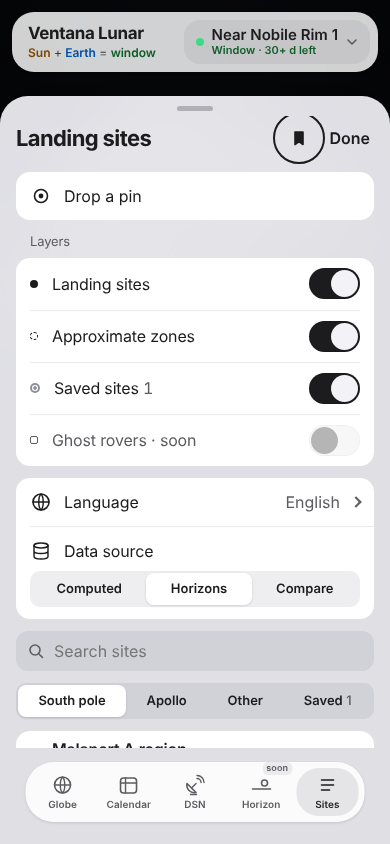 Ventana Lunar
Sun + Earth = window
Near Nobile Rim 1
Window · 30+ d left
Landing sites
Done
Drop a pin
Layers
Landing sites
Approximate zones
Saved sites 1
Ghost rovers · soon
Language English
Data source
Computed Horizons Compare
Search sites
South pole Apollo Other Saved 1
Malapert A region
soon
Globe Calendar DSN Horizon Sites